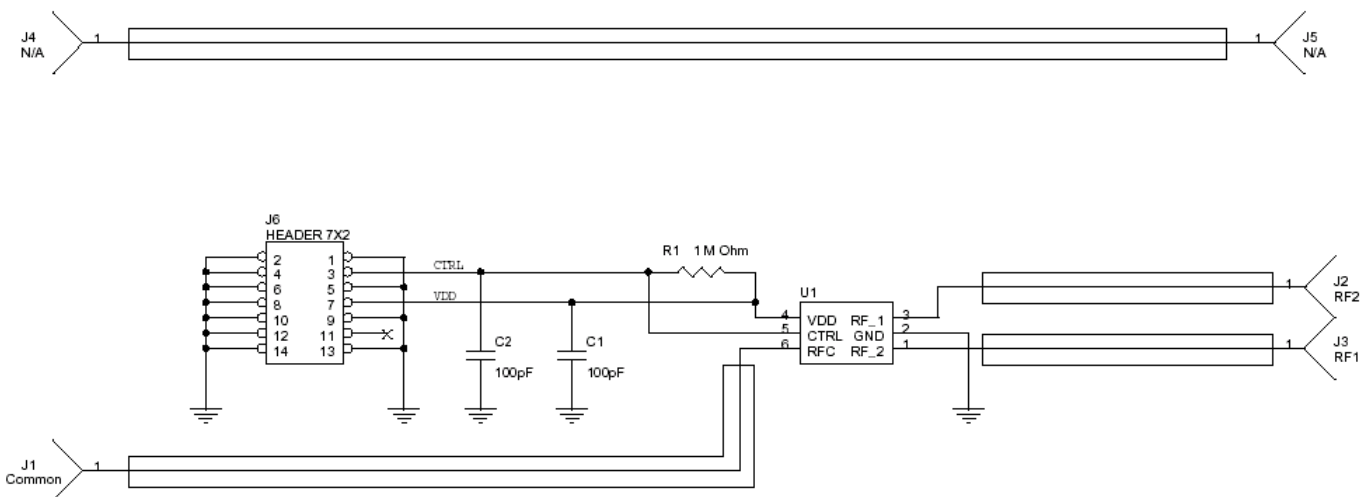 J4
N/A
1
1
J5
N/A
J6
HEADER 7X2
2 1
4 3
6 5
8 7
10 9
12 11
14 13
CTRL
VDD
R1 1 M Ohm
C2
100pF
C1
100pF
U1
4 VDD RF_1 3
5 CTRL GND 2
6 RFC RF_2 1
1
J2
RF2
1
J3
RF1
J1
Common
1